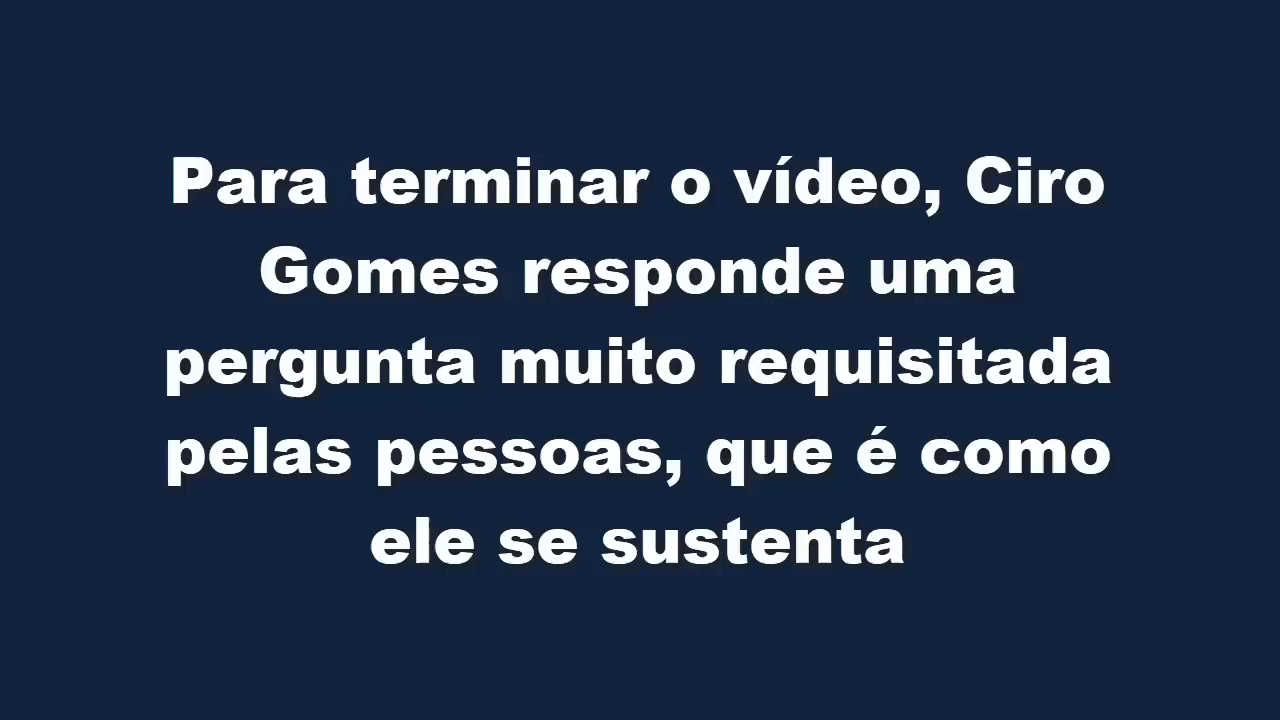 Para terminar o vídeo, Ciro
Gomes responde uma
pergunta muito requisitada
pelas pessoas, que é como
ele se sustenta